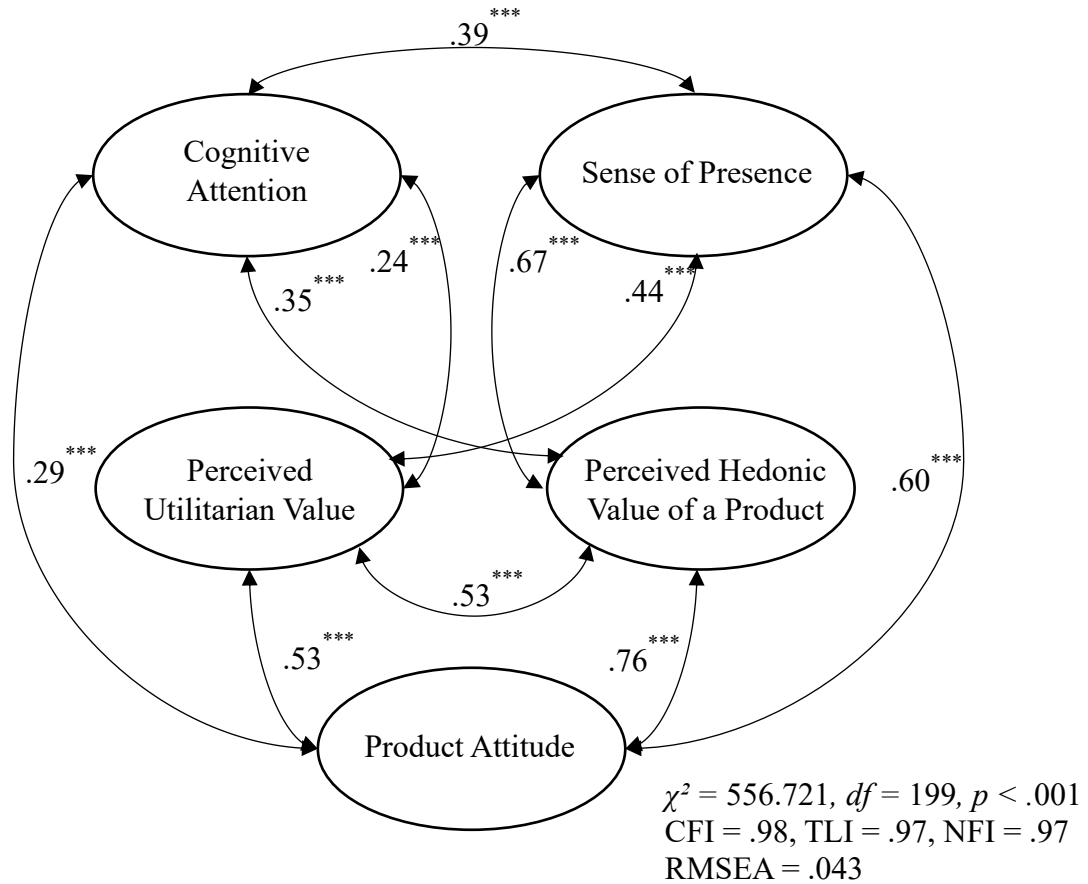 .39***
Cognitive
Attention
Sense of Presence
.24***
.67***
.35***
.44***
.29***
Perceived
Utilitarian Value
Perceived Hedonic
Value of a Product
.60***
.53***
.53***
.76***
Product Attitude
χ² = 556.721, df = 199, p < .001
CFI = .98, TLI = .97, NFI = .97
RMSEA = .043